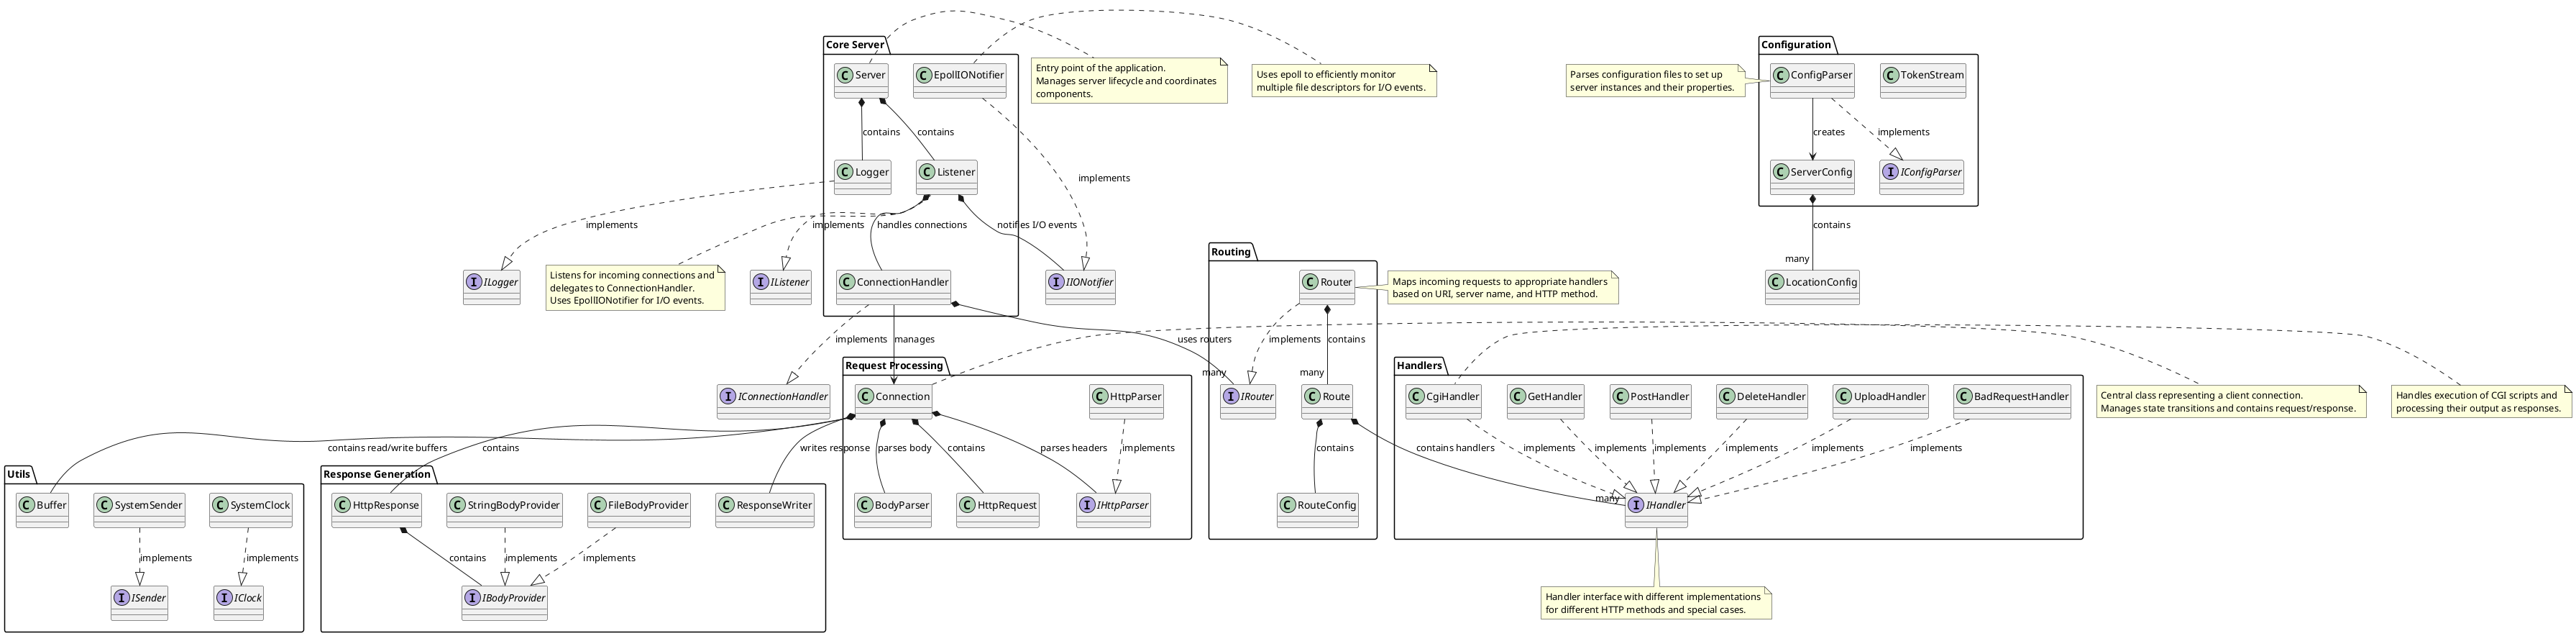 Core Server
C Server
C EpollIONotifier
Entry point of the application.
Manages server lifecycle and coordinates
components.
Uses epoll to efficiently monitor
multiple file descriptors for I/O events.
Parses configuration files to set up
server instances and their properties.
Configuration
C ConfigParser
C TokenStream
contains
contains
implements
creates
implements
C Logger
C Listener
C ServerConfig
I IConfigParser
implements
implements
handles connections
notifies I/O events
contains
many
I ILogger
Listens for incoming connections and
delegates to ConnectionHandler.
Uses EpollIONotifier for I/O events.
I IListener
C ConnectionHandler
I IIONotifier
Routing
C Router
Maps incoming requests to appropriate handlers
based on URI, server name, and HTTP method.
C LocationConfig
implements
manages
uses routers
many
implements
contains
many
Request Processing
Handlers
I IConnectionHandler
C Connection
C HttpParser
I IRouter
C Route
C CgiHandler
C GetHandler
C PostHandler
C DeleteHandler
C UploadHandler
C BadRequestHandler
Central class representing a client connection.
Manages state transitions and contains request/response.
Handles execution of CGI scripts and
processing their output as responses.
contains read/write buffers
contains
writes response
parses body
contains
parses headers
implements
contains
contains handlers
many
implements
implements
implements
implements
implements
implements
Utils
C Buffer
C SystemSender
C SystemClock
Response Generation
C HttpResponse
C StringBodyProvider
C FileBodyProvider
C ResponseWriter
C BodyParser
C HttpRequest
I IHttpParser
C RouteConfig
I IHandler
implements
implements
contains
implements
implements
I ISender
I IClock
I IBodyProvider
Handler interface with different implementations
for different HTTP methods and special cases.